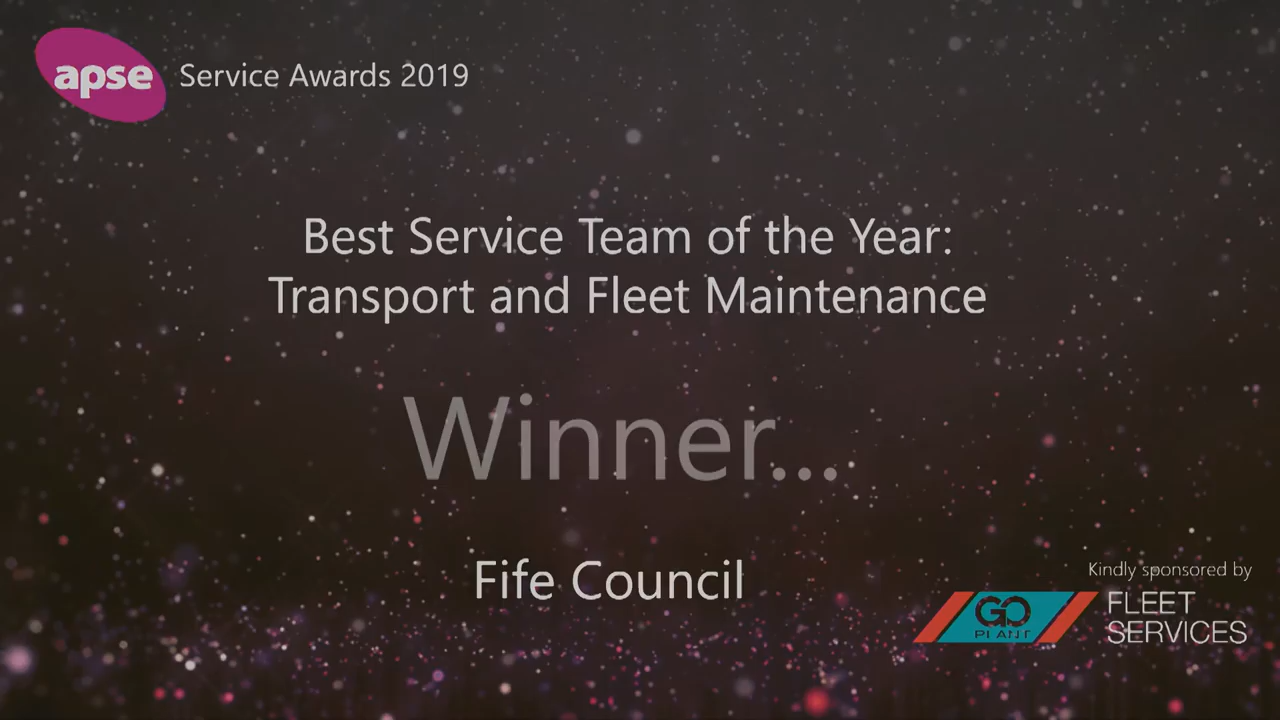 apse
Service Awards 2019
Best Service Team of the Year:
Transport and Fleet Maintenance
Winner...
Fife Council
Kindly sponsored by
GO
PLANT
FLEET
SERVICES